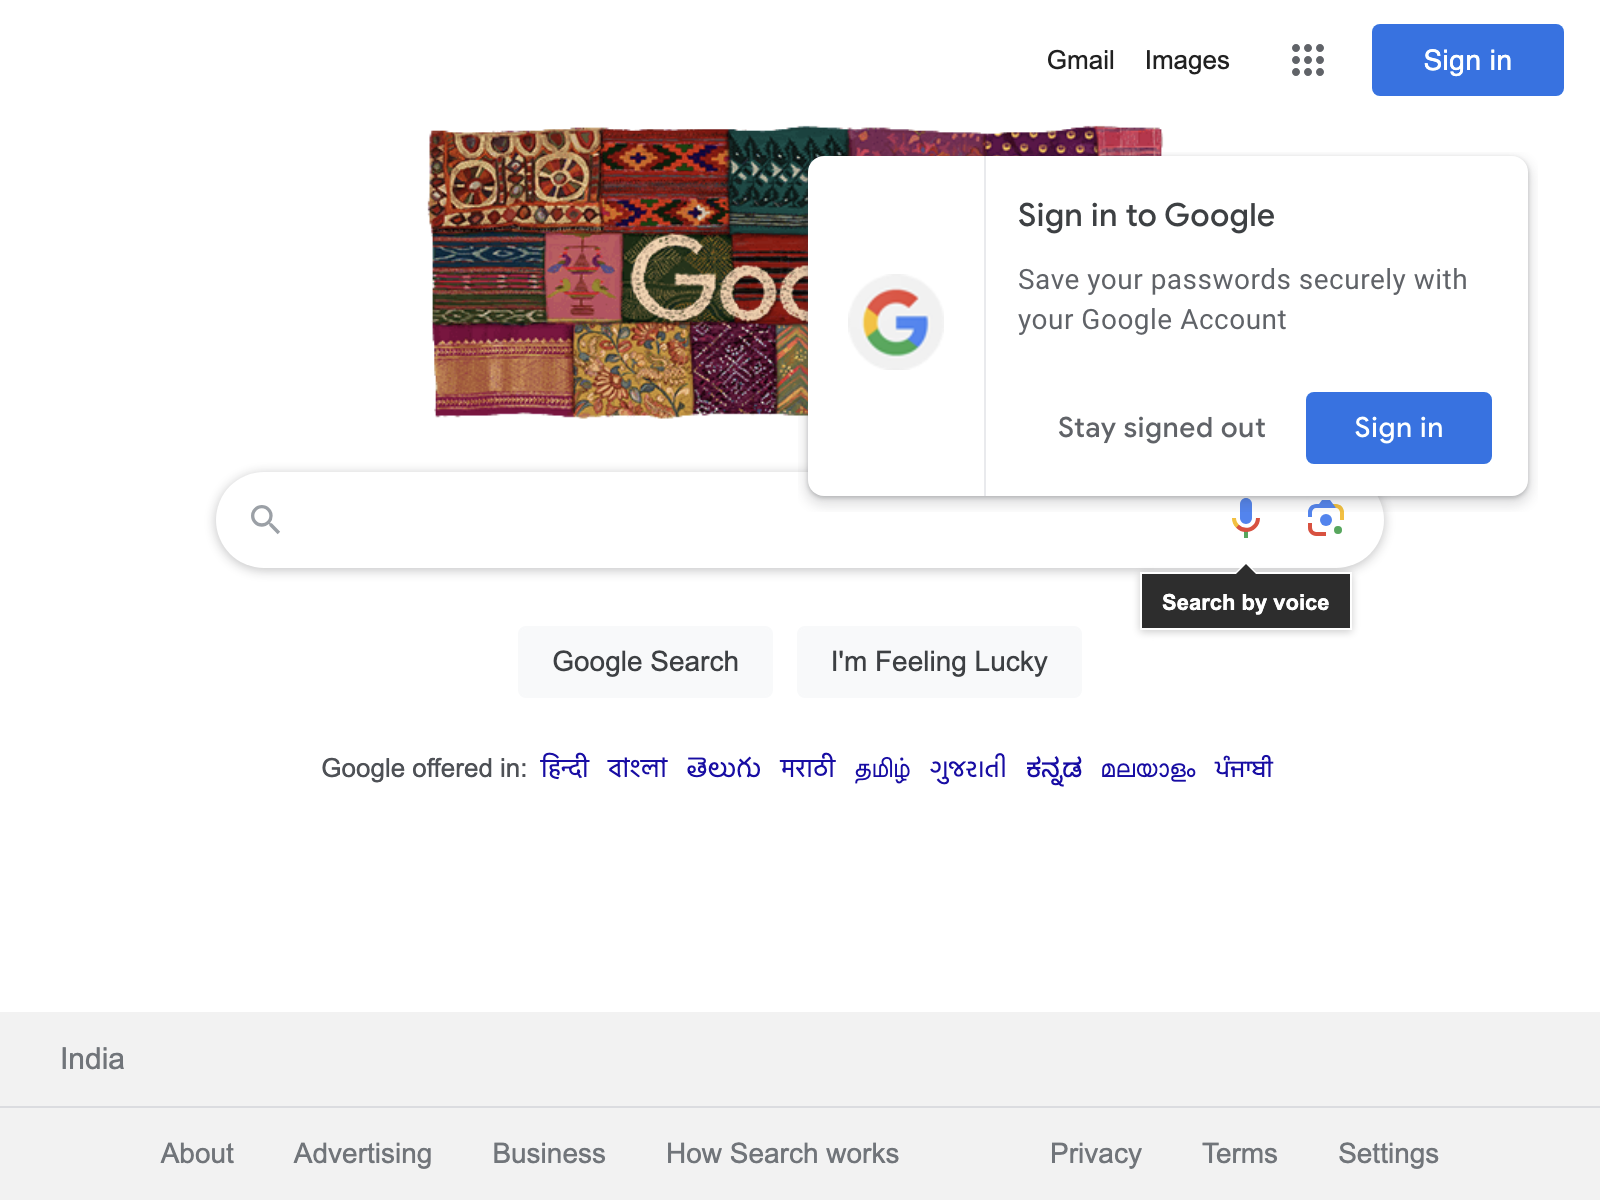 Gmail Images Sign in
Goo
Sign in to Google
Save your passwords securely with
your Google Account
Stay signed out Sign in
Search by voice
Google Search I'm Feeling Lucky
Google offered in: हिन्दी বাংলা తెలుగు मराठी தமிழ் ગુજરાતી ಕನ್ನಡ മലയാളം ਪੰਜਾਬੀ
India
About Advertising Business How Search works Privacy Terms Settings